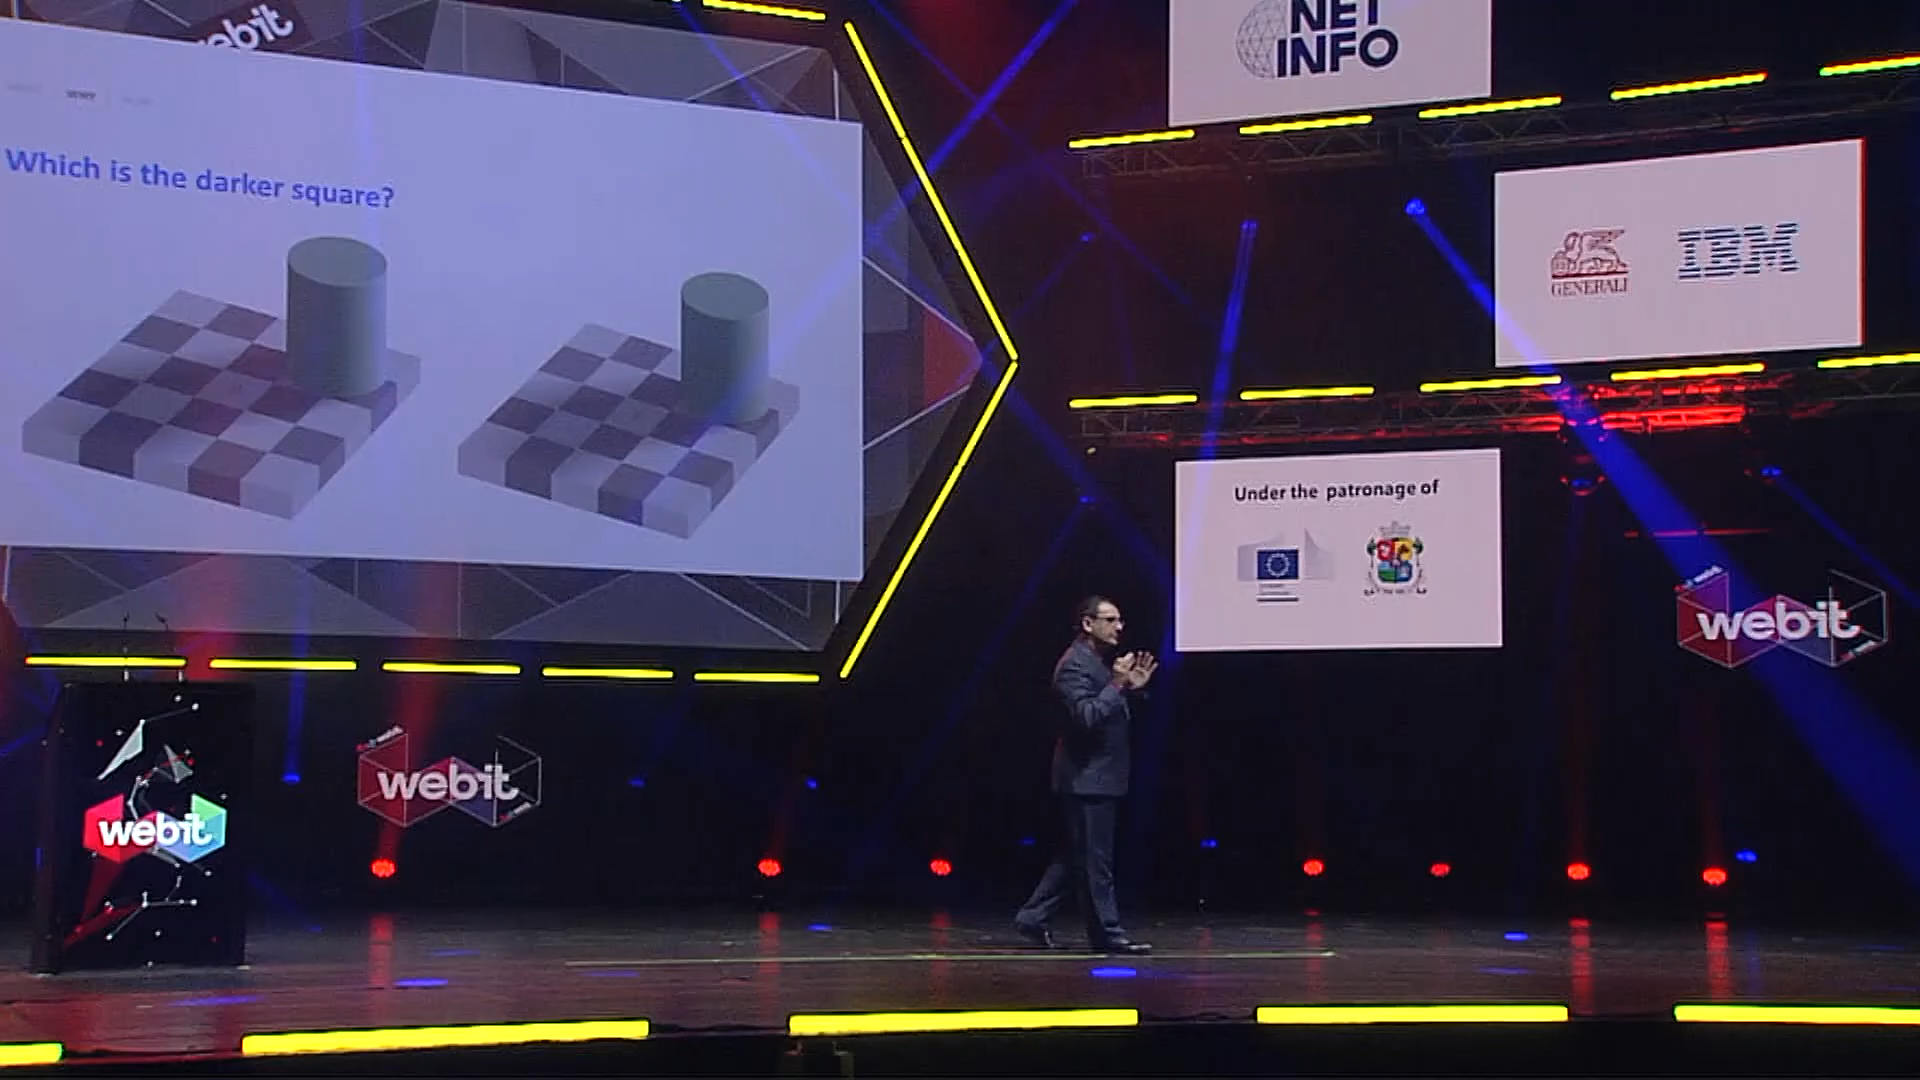 webit
Which is the darker square?
NET
INFO
GENERALI
IBM
Under the patronage of
webit
webit
webit